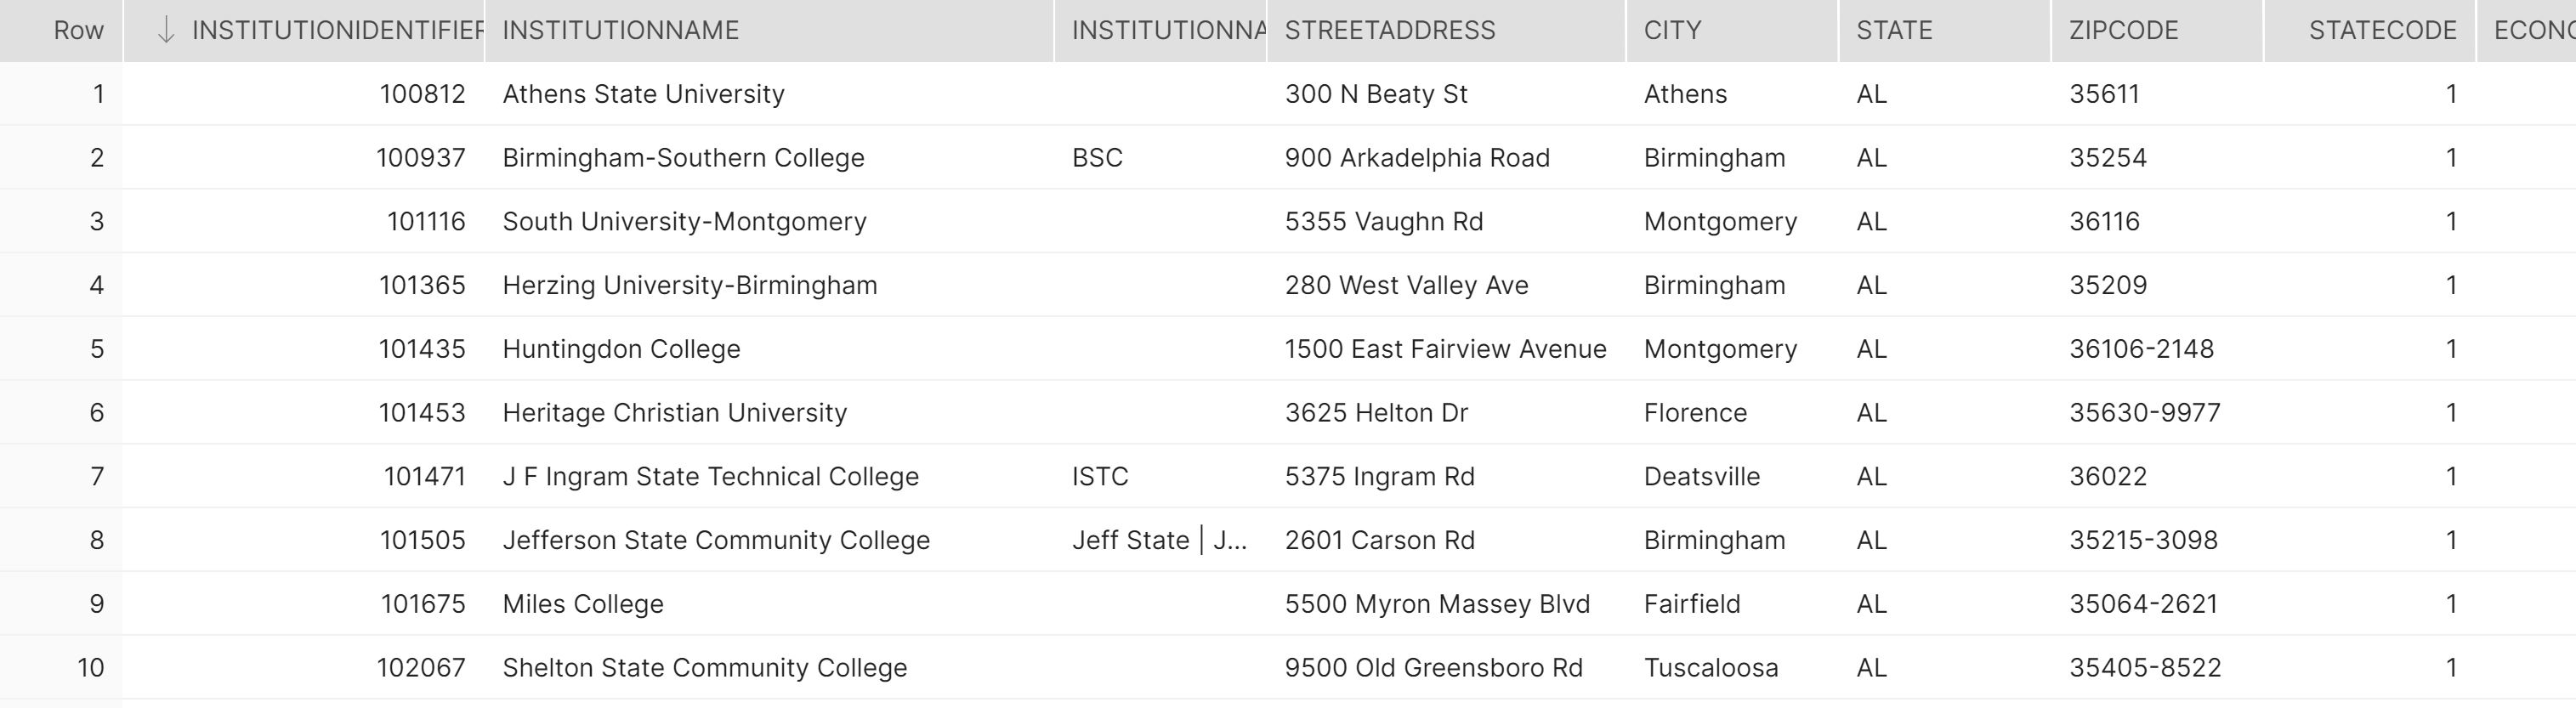 Row ↓ INSTITUTIONIDENTIFIER INSTITUTIONNAME INSTITUTIONNA STREETADDRESS CITY STATE ZIPCODE STATECODE ECONO
1 100812 Athens State University 300 N Beaty St Athens AL 35611 1
2 100937 Birmingham-Southern College BSC 900 Arkadelphia Road Birmingham AL 35254 1
3 101116 South University-Montgomery 5355 Vaughn Rd Montgomery AL 36116 1
4 101365 Herzing University-Birmingham 280 West Valley Ave Birmingham AL 35209 1
5 101435 Huntingdon College 1500 East Fairview Avenue Montgomery AL 36106-2148 1
6 101453 Heritage Christian University 3625 Helton Dr Florence AL 35630-9977 1
7 101471 J F Ingram State Technical College ISTC 5375 Ingram Rd Deatsville AL 36022 1
8 101505 Jefferson State Community College Jeff State | J... 2601 Carson Rd Birmingham AL 35215-3098 1
9 101675 Miles College 5500 Myron Massey Blvd Fairfield AL 35064-2621 1
10 102067 Shelton State Community College 9500 Old Greensboro Rd Tuscaloosa AL 35405-8522 1